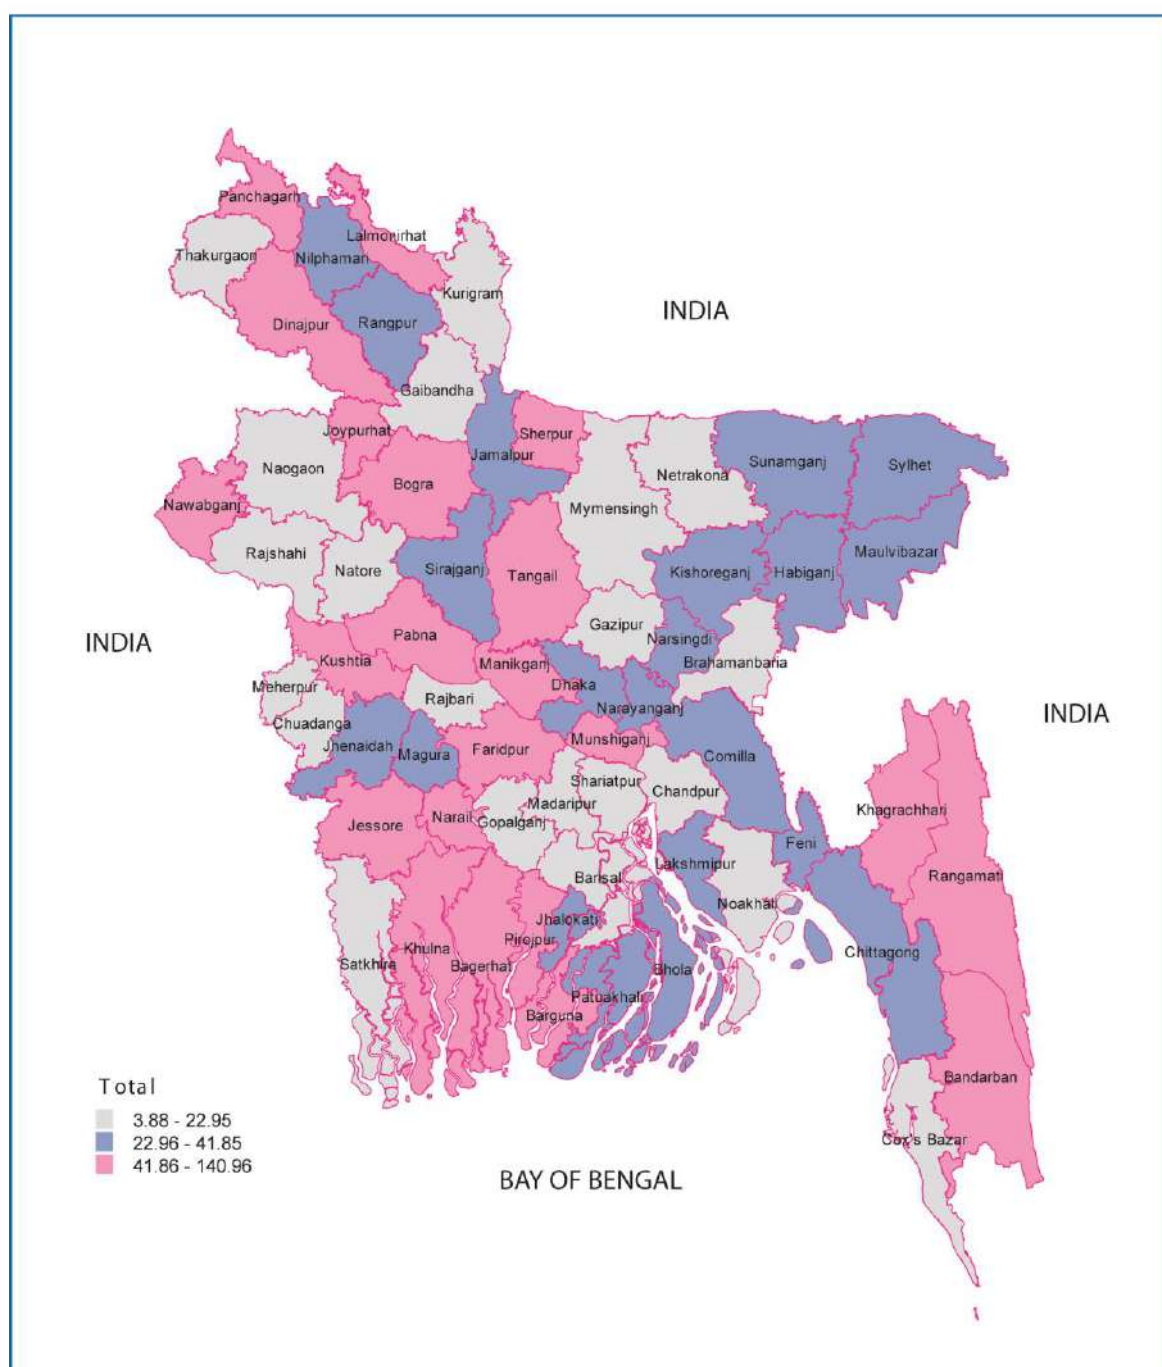 Panchagarh
Lalmonirhat
Thakurgaon
Nilphaman
Kurigram
INDIA
Dinajpur
Rangpur
Gaibandha
Joypurhat
Sherpur
Jamalpur
Naogaon
Bogra
Netrakona
Sunamganj
Sylhet
Nawabganj
Mymensingh
Rajshahi
Natore
Sirajganj
Tangail
Kishoreganj
Habiganj
Maulvibazar
Gazipur
INDIA
Pabna
Narsingdi
Kushtia
Manikganj
Brahamanbaria
Meherpur
Rajbari
Dhaka
Narayanganj
INDIA
Chuadanga
Jhenaidah
Magura
Faridpur
Munshiganj
Comilla
Shariatpur
Chandpur
Madaripur
Khagrachhari
Jessore
Narail
Gopalganj
Feni
Lakshmipur
Barisal
Rangamati
Noakhali
Jhalokati
Khulna
Pirojpur
Chittagong
Satkhira
Bagerhat
Bhola
Patuakhali
Barguna
Bandarban
Cox's Bazar
Total
3.88 - 22.95
22.96 - 41.85
41.86 - 140.96
BAY OF BENGAL